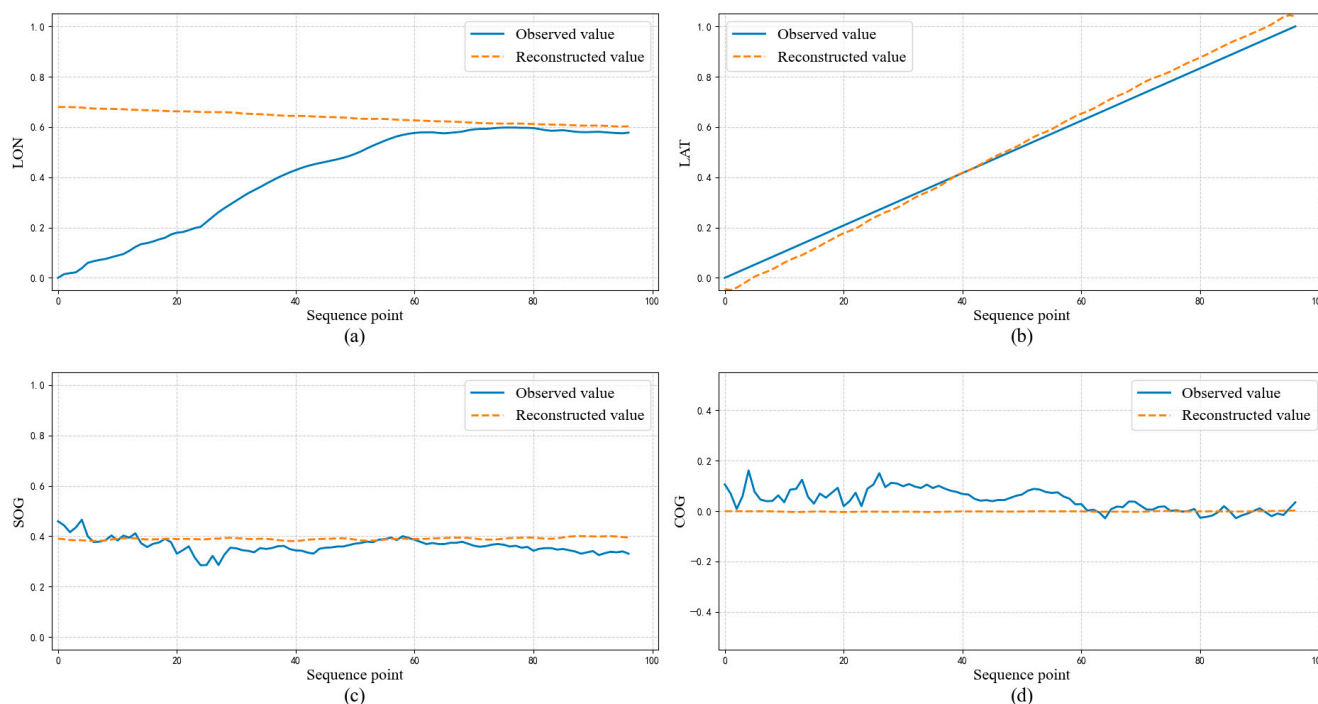 1.0
0.8
0.6
0.4
0.2
0.0
LON
Observed value
Reconstructed value
0 20 40 60 80 100
Sequence point
(a)
1.0
0.8
0.6
0.4
0.2
0.0
LAT
Observed value
Reconstructed value
0 20 40 60 80 100
Sequence point
(b)
1.0
0.8
0.6
0.4
0.2
0.0
SOG
Observed value
Reconstructed value
0 20 40 60 80 100
Sequence point
(c)
0.4
0.2
0.0
−0.2
−0.4
COG
Observed value
Reconstructed value
0 20 40 60 80 100
Sequence point
(d)